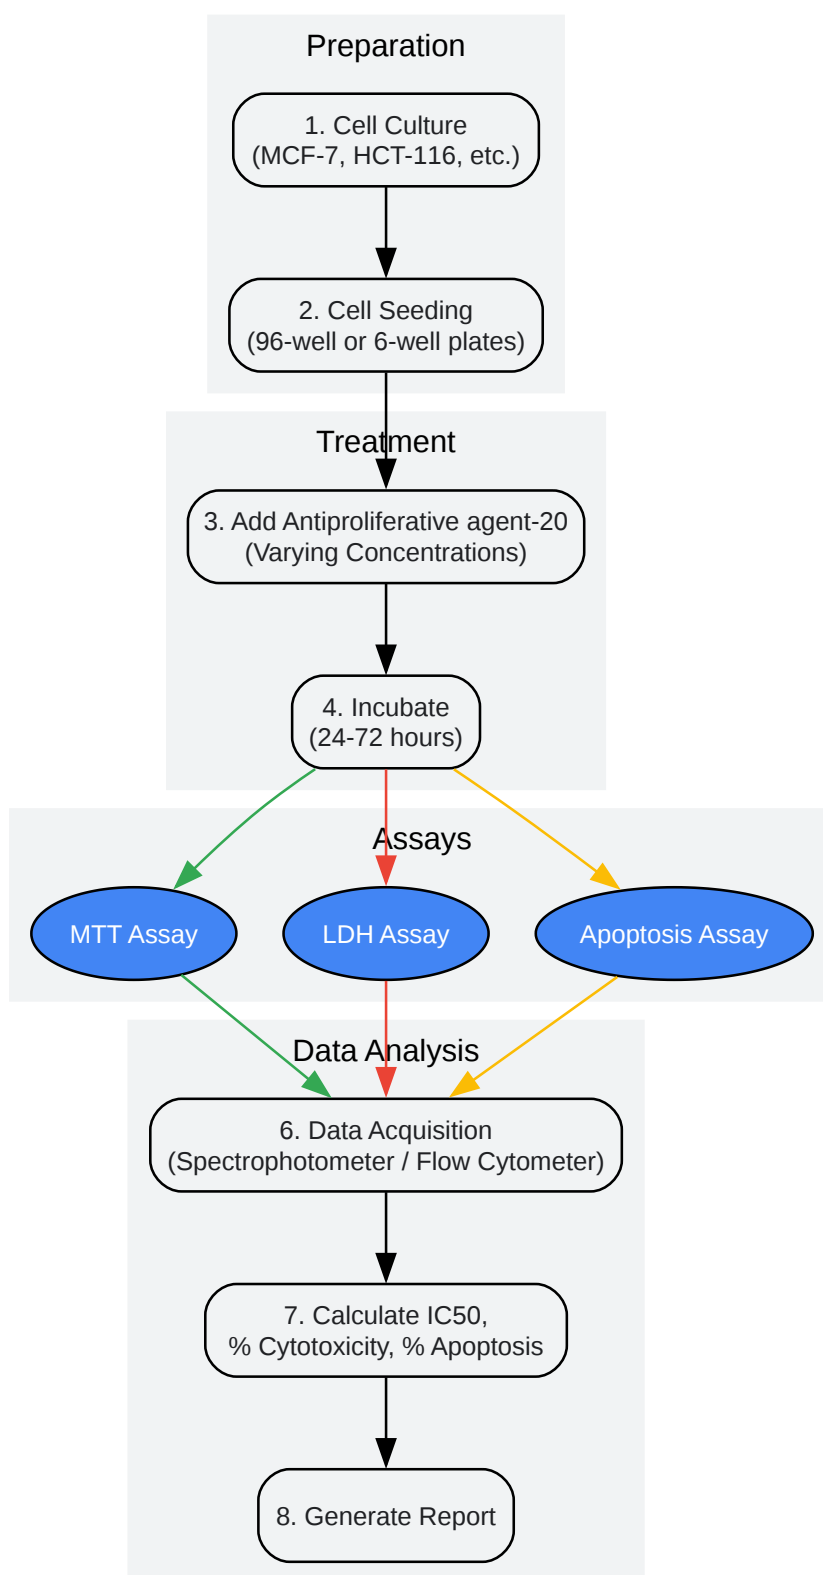 Preparation
1. Cell Culture
(MCF-7, HCT-116, etc.)
2. Cell Seeding
(96-well or 6-well plates)
Treatment
3. Add Antiproliferative agent-20
(Varying Concentrations)
4. Incubate
(24-72 hours)
Assays
MTT Assay
LDH Assay
Apoptosis Assay
Data Analysis
6. Data Acquisition
(Spectrophotometer / Flow Cytometer)
7. Calculate IC50,
% Cytotoxicity, % Apoptosis
8. Generate Report